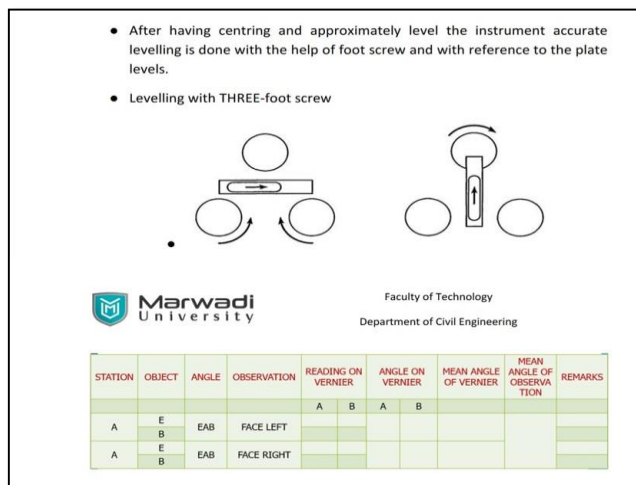 • After having centring and approximately level the instrument accurate
levelling is done with the help of foot screw and with reference to the plate
levels.
• Levelling with THREE-foot screw
•
Marwadi
University
Faculty of Technology
Department of Civil Engineering
STATION OBJECT ANGLE OBSERVATION READING ON VERNIER ANGLE ON VERNIER MEAN ANGLE OF VERNIER MEAN ANGLE OF OBSERVA TION REMARKS
A B A B
A E EAB FACE LEFT
B
A E EAB FACE RIGHT
B